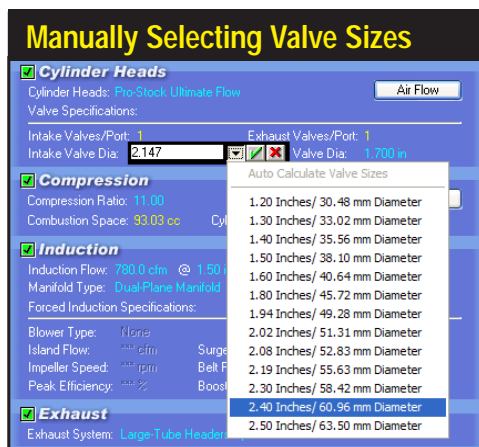 Manually Selecting Valve Sizes
Cylinder Heads
Cylinder Heads: Pro-Stock Ultimate Flow
Air Flow
Valve Specifications:
Intake Valves/Port: 1 Exhaust Valves/Port: 1
Intake Valve Dia: 2.147 Valve Dia: 1.700 in
Auto Calculate Valve Sizes
1.20 Inches/ 30.48 mm Diameter
1.30 Inches/ 33.02 mm Diameter
1.40 Inches/ 35.56 mm Diameter
1.50 Inches/ 38.10 mm Diameter
1.60 Inches/ 40.64 mm Diameter
1.80 Inches/ 45.72 mm Diameter
1.94 Inches/ 49.28 mm Diameter
2.02 Inches/ 51.31 mm Diameter
2.08 Inches/ 52.83 mm Diameter
2.19 Inches/ 55.63 mm Diameter
2.30 Inches/ 58.42 mm Diameter
2.40 Inches/ 60.96 mm Diameter
2.50 Inches/ 63.50 mm Diameter
Compression
Compression Ratio: 11.00
Combustion Space: 93.03 cc Cyl
Induction
Induction Flow: 780.0 cfm @ 1.50 i
Manifold Type: Dual-Plane Manifold
Forced Induction Specifications:
Blower Type: None
Island Flow: *** cfm Surge
Impeller Speed: *** rpm Belt F
Peak Efficiency: *** % Boost
Exhaust
Exhaust System: Large-Tube Headers